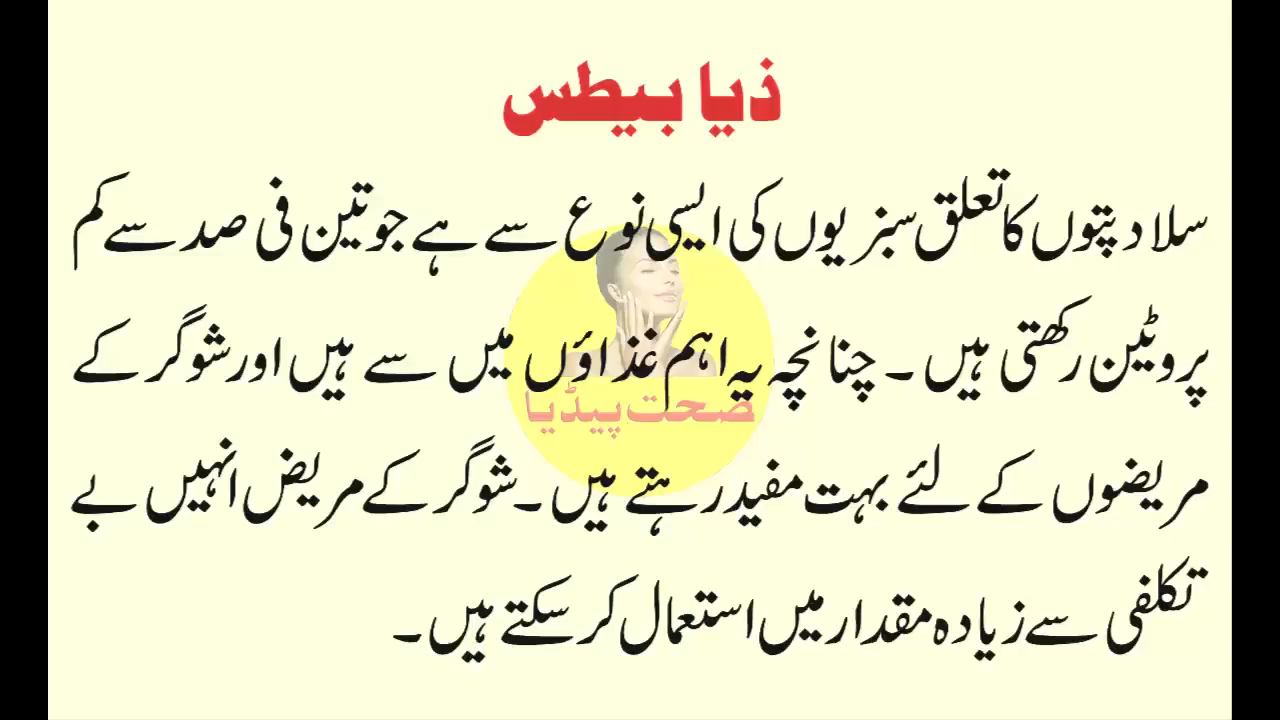 ذیا بیطس
سلاد پتوں کا تعلق سبزیوں کی ایسی نوع سے ہے جو تین فی صد سے کم
پروٹین رکھتی ہیں۔ چنانچہ یہ اہم غذاؤں میں سے ہیں اور شوگر کے
صحت پیڈیا
مریضوں کے لئے بہت مفید رہتے ہیں۔ شوگر کے مریض انہیں بے
تکلفی سے زیادہ مقدار میں استعمال کر سکتے ہیں۔